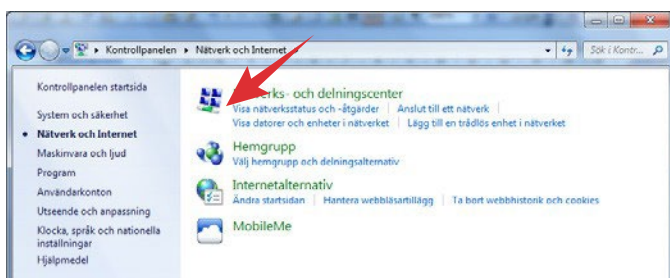 Kontrollpanelen ▸ Nätverk och Internet
Sök i Kontr...
Kontrollpanelen startsida
System och säkerhet
Nätverk och Internet
Maskinvara och ljud
Program
Användarkonton
Utseende och anpassning
Klocka, språk och nationella
inställningar
Hjälpmedel
och delningscenter
Visa nätverksstatus och -åtgärder | Anslut till ett nätverk
Visa datorer och enheter i nätverket | Lägg till en trådlös enhet i nätverket
Hemgrupp
Välj hemgrupp och delningsalternativ
Internetalternativ
Ändra startsidan | Hantera webbläsartillägg | Ta bort webbhistorik och cookies
MobileMe